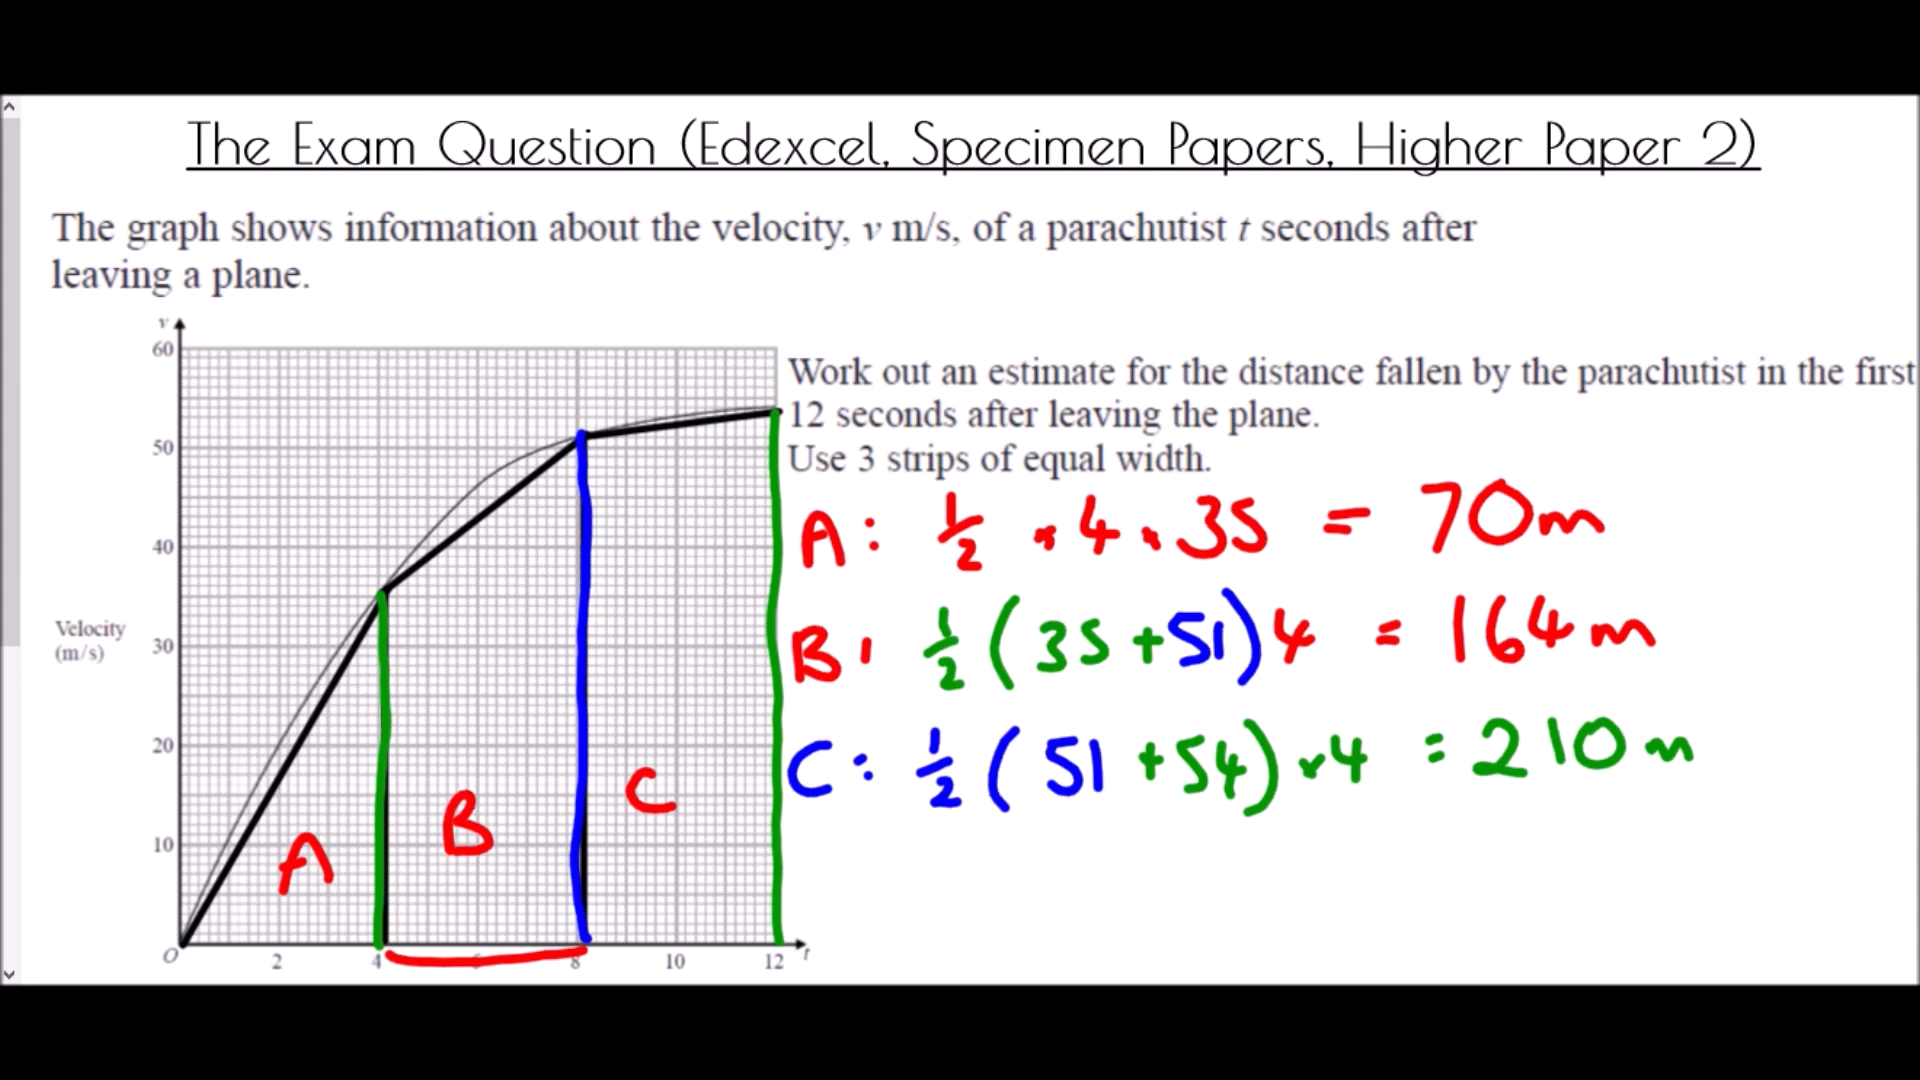 The Exam Question (Edexcel, Specimen Papers, Higher Paper 2)
The graph shows information about the velocity, v m/s, of a parachutist t seconds after
leaving a plane.
v
60
50
40
Velocity
(m/s)
30
20
10
O
2
4
6
8
10
12
t
Work out an estimate for the distance fallen by the parachutist in the first
12 seconds after leaving the plane.
Use 3 strips of equal width.
A: 1/2 × 4 × 35 = 70m
B: 1/2 (35 + 51) 4 = 164m
C: 1/2 (51 + 54) × 4 = 210m
A
B
C